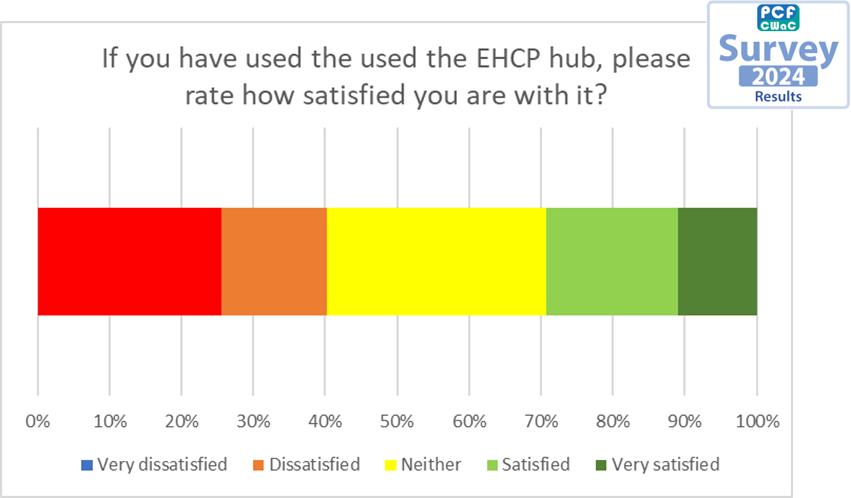 PCF
CWaC
Survey
2024
Results
If you have used the used the EHCP hub, please
rate how satisfied you are with it?
0% 10% 20% 30% 40% 50% 60% 70% 80% 90% 100%
Very dissatisfied Dissatisfied Neither Satisfied Very satisfied